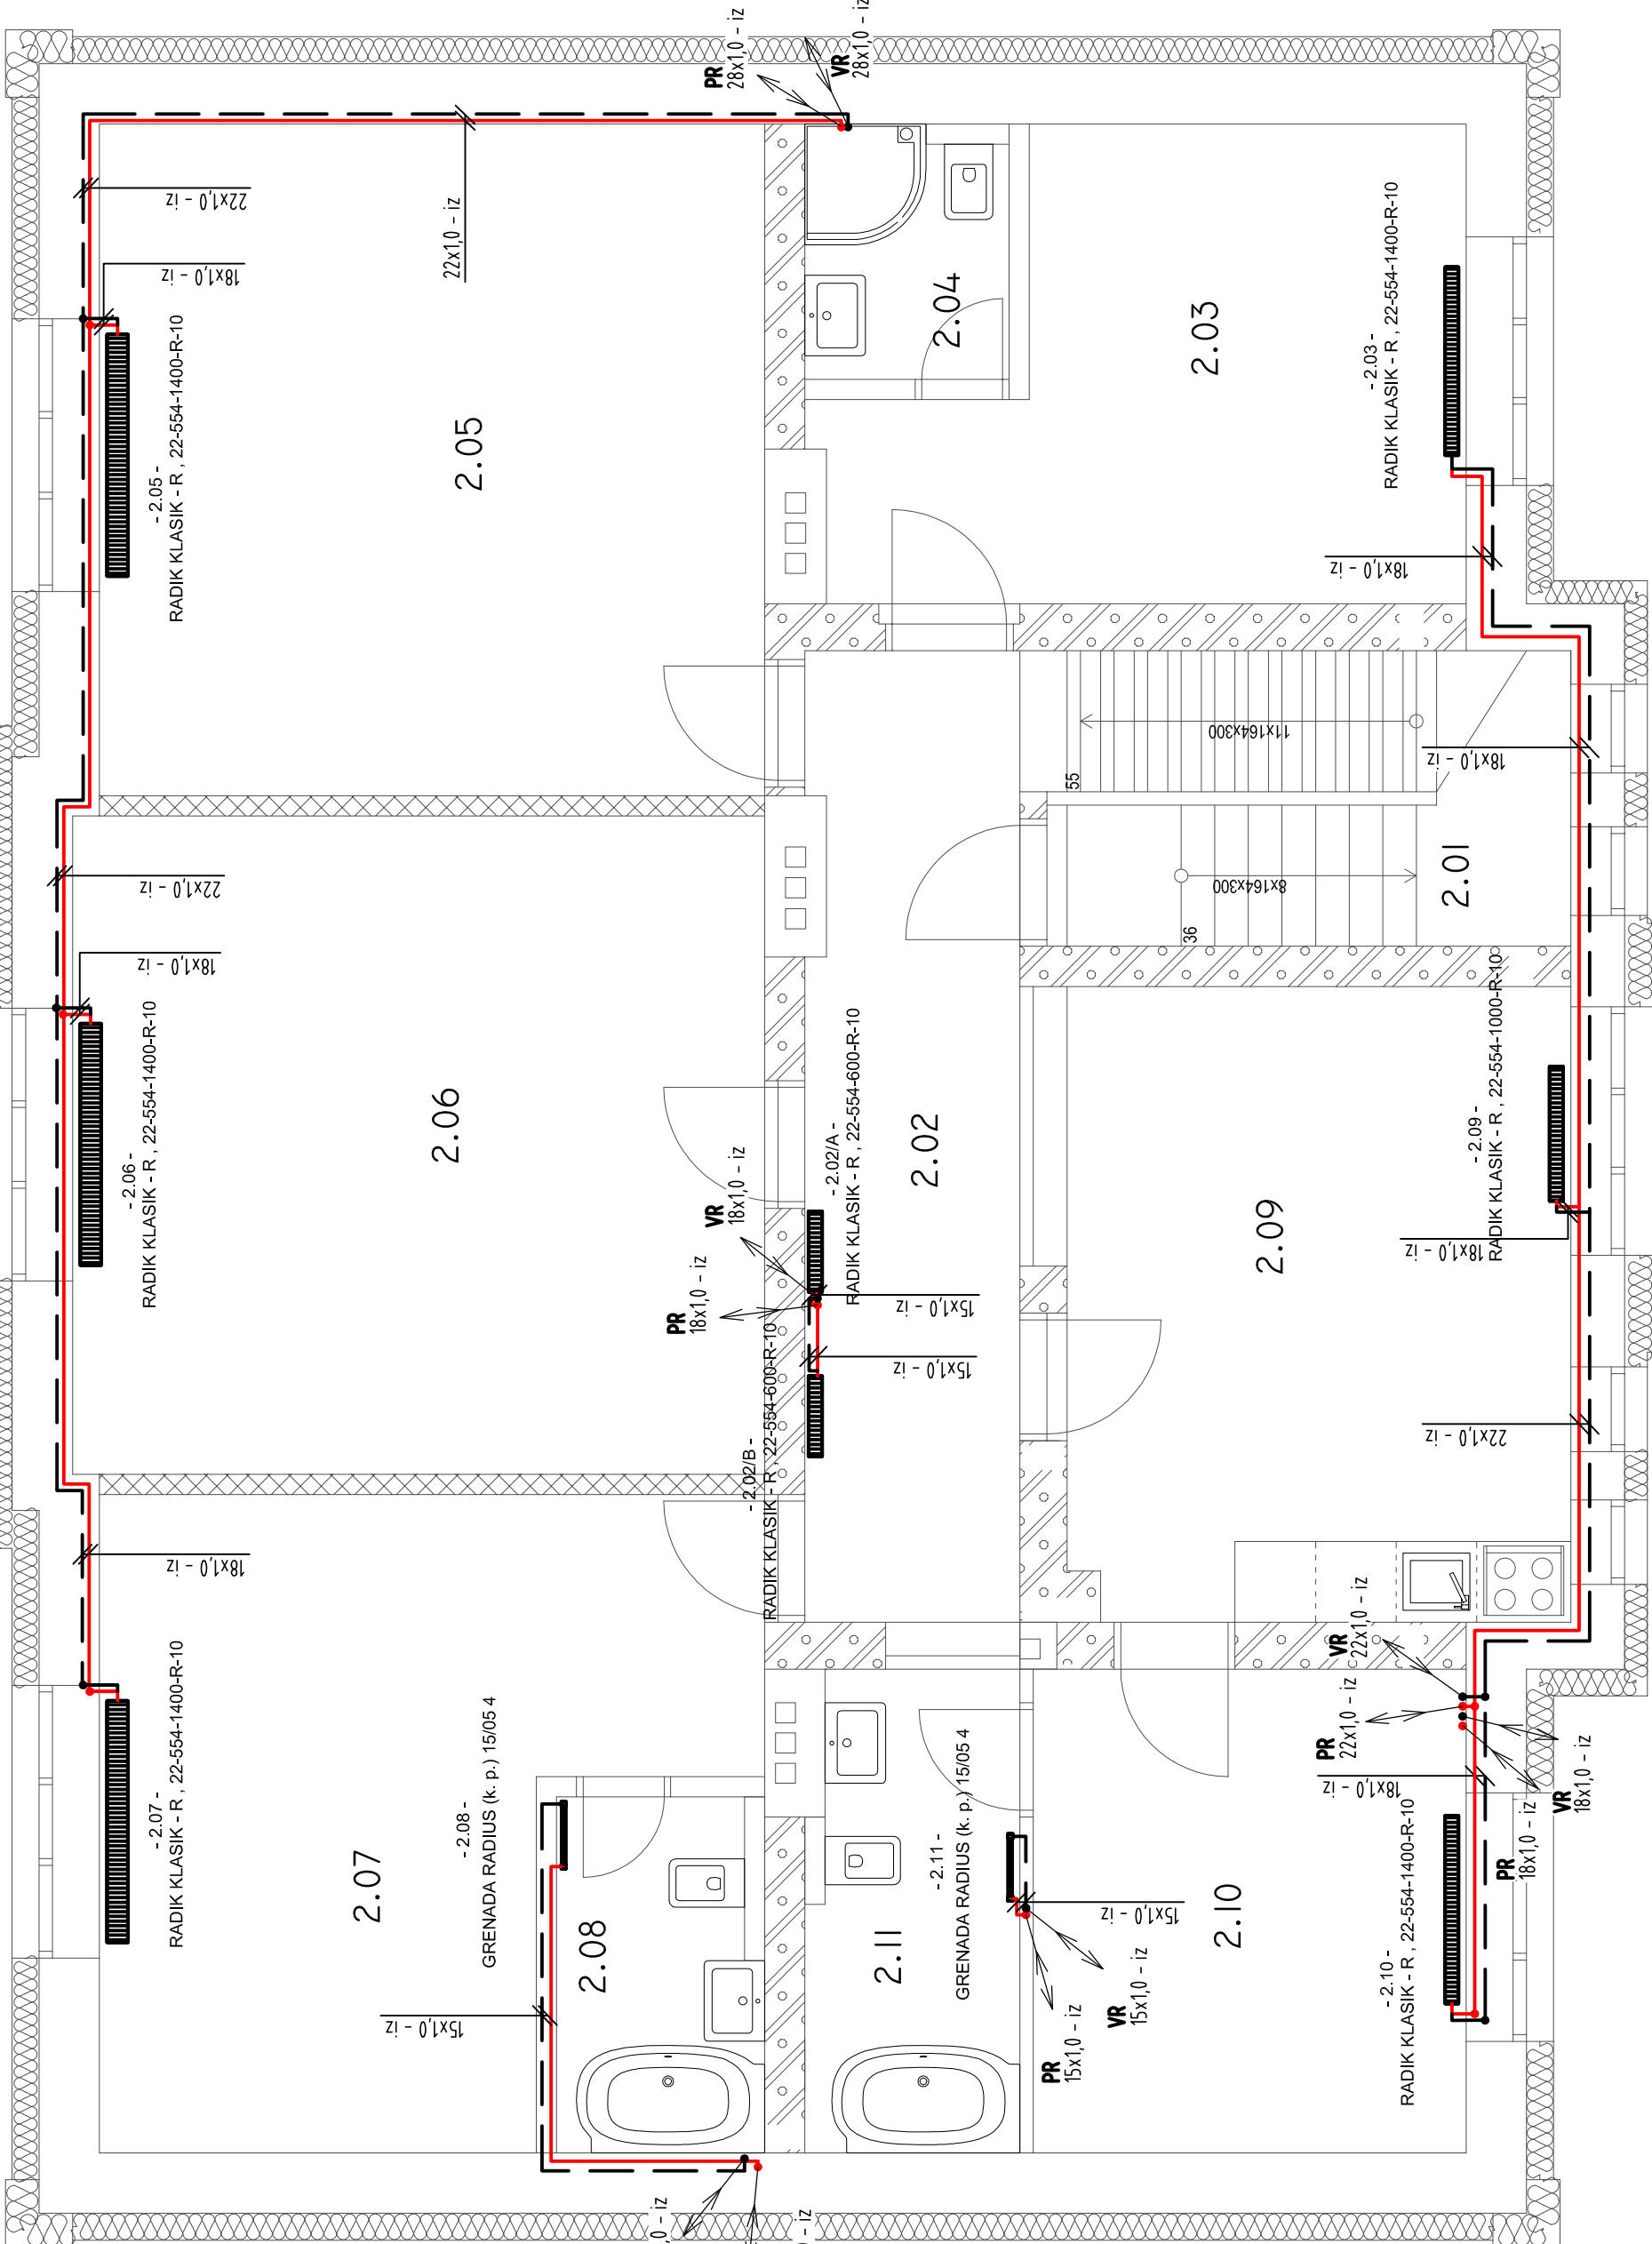 PR
28x1,0 - iz
VR
28x1,0 - iz
22x1,0 - iz
22x1,0 - iz
18x1,0 - iz
- 2.05 -
RADIK KLASIK - R , 22-554-1400-R-10
2.05
2.04
2.03
- 2.03 -
RADIK KLASIK - R , 22-554-1400-R-10
18x1,0 - iz
22x1,0 - iz
18x1,0 - iz
- 2.06 -
RADIK KLASIK - R , 22-554-1400-R-10
2.06
11x164x300
55
8x164x300
36
2.01
18x1,0 - iz
VR
18x1,0 - iz
PR
18x1,0 - iz
- 2.02/A -
RADIK KLASIK - R , 22-554-600-R-10
2.02
15x1,0 - iz
15x1,0 - iz
- 2.02/B -
RADIK KLASIK - R , 22-554-600-R-10
2.09
- 2.09 -
RADIK KLASIK - R , 22-554-1000-R-10
18x1,0 - iz
22x1,0 - iz
18x1,0 - iz
- 2.07 -
RADIK KLASIK - R , 22-554-1400-R-10
2.07
- 2.08 -
GRENADA RADIUS (k. p.) 15/05 4
2.08
15x1,0 - iz
2.11
- 2.11 -
GRENADA RADIUS (k. p.) 15/05 4
15x1,0 - iz
PR
15x1,0 - iz
VR
15x1,0 - iz
2.10
VR
22x1,0 - iz
PR
22x1,0 - iz
18x1,0 - iz
VR
18x1,0 - iz
PR
18x1,0 - iz
- 2.10 -
RADIK KLASIK - R , 22-554-1400-R-10
,0 - iz
- iz